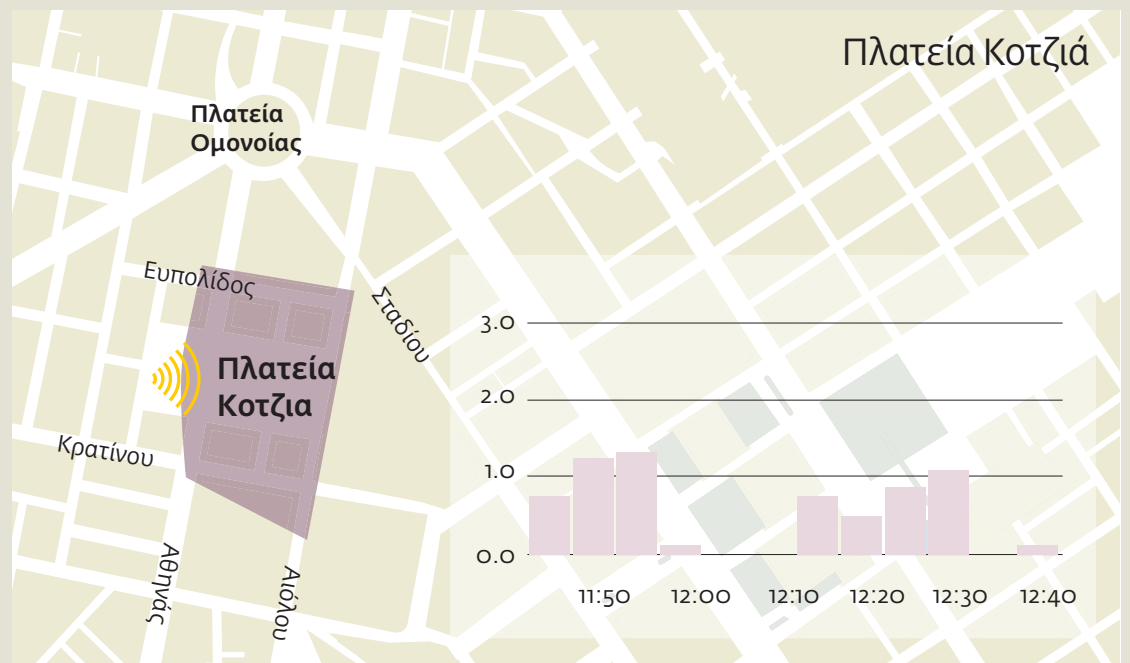 Πλατεία Κοτζιά
Πλατεία
Ομονοίας
Ευπολίδος
Σταδίου
Πλατεία
Κοτζια
Κρατίνου
Αθηνάς
Αιόλου
3.0
2.0
1.0
0.0
11:50 12:00 12:10 12:20 12:30 12:40